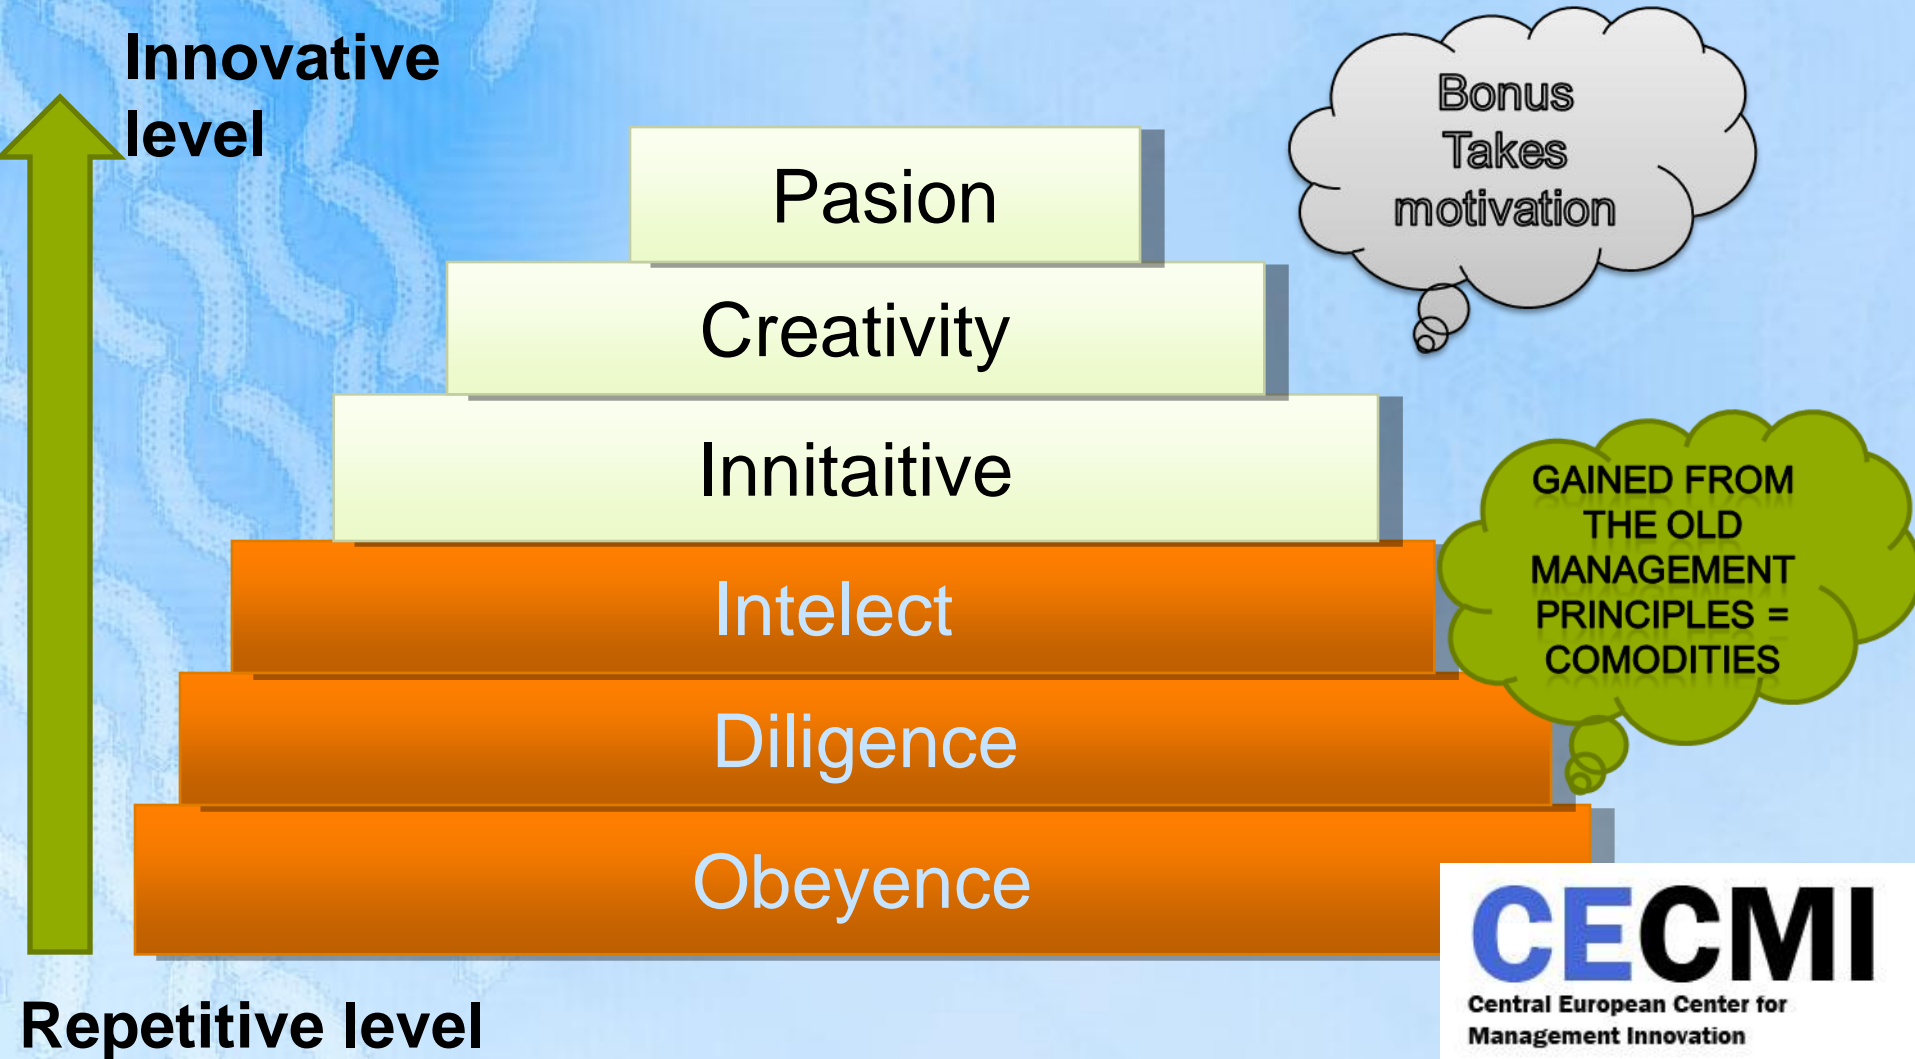 Innovative
level
Bonus
Takes
motivation
Pasion
Creativity
Innitaitive
GAINED FROM
THE OLD
MANAGEMENT
PRINCIPLES =
COMODITIES
Intelect
Diligence
Obeyence
Repetitive level
CECMI
Central European Center for
Management Innovation